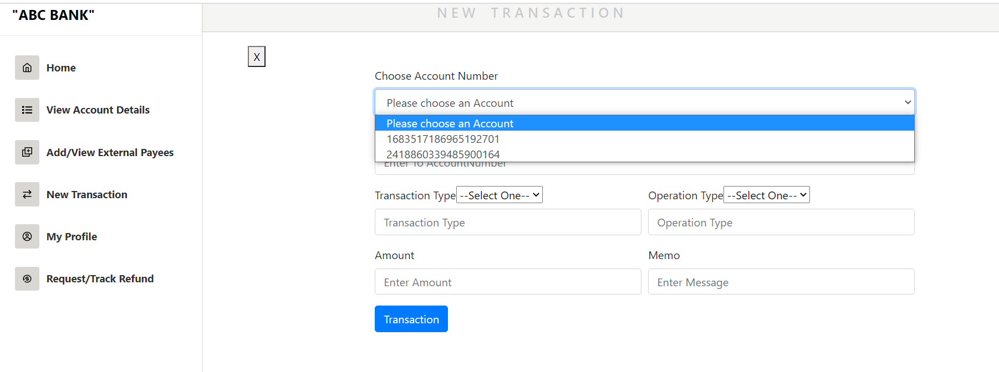 "ABC BANK"
NEW TRANSACTION
Home
View Account Details
Add/View External Payees
New Transaction
My Profile
Request/Track Refund
X
Choose Account Number
Please choose an Account
Please choose an Account
1683517186965192701
2418860339485900164
Enter To AccountNumber
Transaction Type --Select One--
Operation Type --Select One--
Transaction Type
Operation Type
Amount
Memo
Enter Amount
Enter Message
Transaction